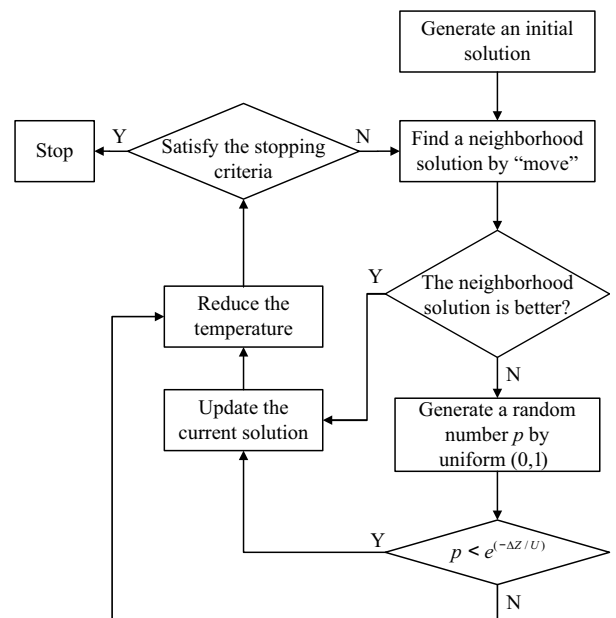 Generate an initial
solution
Y
N
Stop
Satisfy the stopping
criteria
Find a neighborhood
solution by “move”
Y
The neighborhood
solution is better?
Reduce the
temperature
N
Update the
current solution
Generate a random
number p by
uniform (0,1)
Y
p < e^(−ΔZ/U)
N